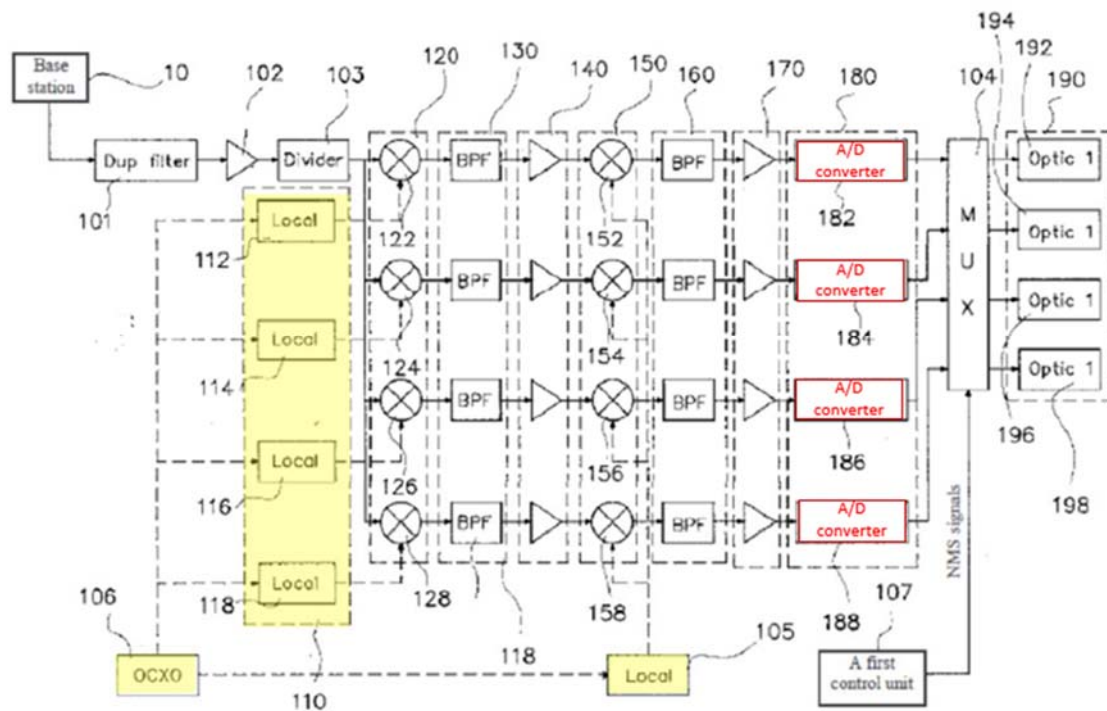 194
120
130
150
192
10
102
103
140
160
170
180
104
190
Base
station
Dup filter
Divider
BPF
BPF
A/D
converter
Optic 1
101
Local
122
152
182
M
U
X
112
BPF
BPF
A/D
converter
Optic 1
Local
124
154
184
114
BPF
BPF
A/D
converter
Optic 1
Local
126
156
186
Optic 1
116
196
BPF
BPF
A/D
converter
198
Local
NMS signals
118
128
158
188
106
107
105
118
OCXO
Local
A first
control unit
110